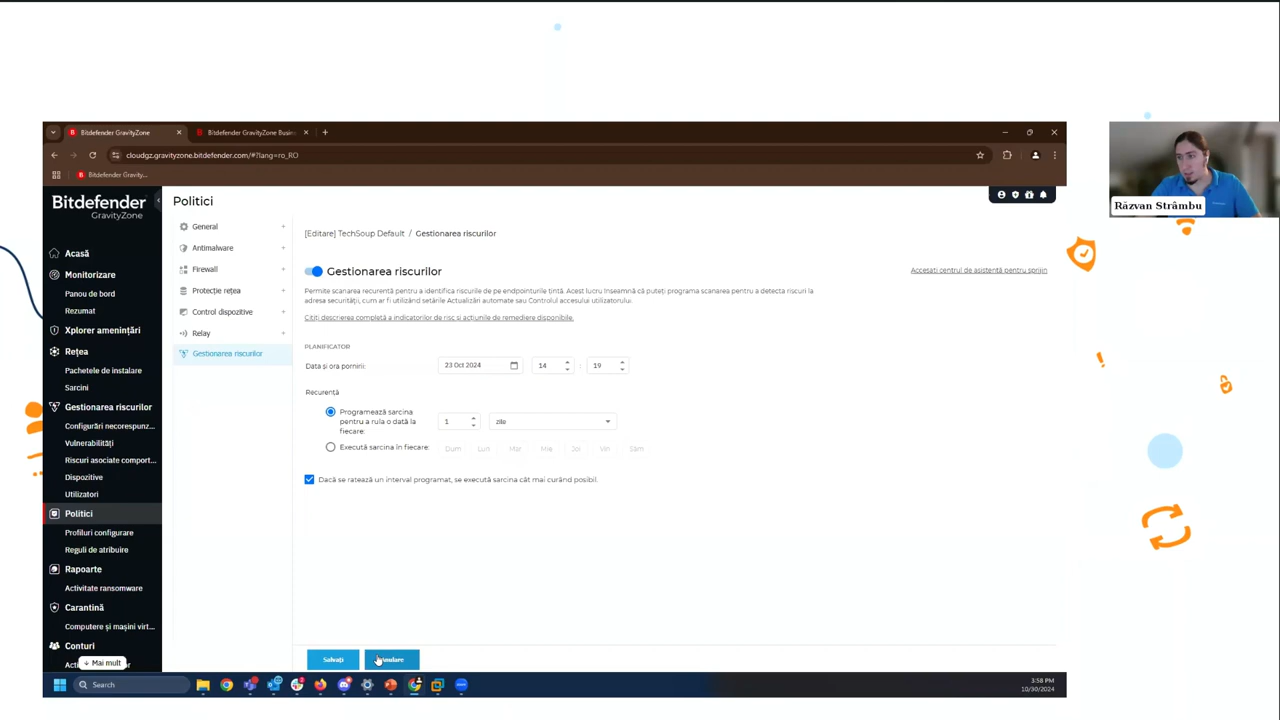 Bitdefender GravityZone
Bitdefender GravityZone Busin
cloudgz.gravityzone.bitdefender.com/#?lang=ro_RO
Bitdefender Gravity...
Răzvan Strâmbu
Bitdefender
GravityZone
Acasă
Monitorizare
Panou de bord
Rezumat
Xplorer amenințări
Rețea
Pachetele de instalare
Sarcini
Gestionarea riscurilor
Configurări necorespunz...
Vulnerabilități
Riscuri asociate comport...
Dispozitive
Utilizatori
Politici
Profiluri configurare
Reguli de atribuire
Rapoarte
Activitate ransomware
Carantină
Computere și mașini virt...
Conturi
Mai mult
Politici
General
Antimalware
Firewall
Protecție rețea
Control dispozitive
Relay
Gestionarea riscurilor
[Editare] TechSoup Default / Gestionarea riscurilor
Gestionarea riscurilor
Accesați centrul de asistență pentru sprijin
Permite scanarea recurentă pentru a identifica riscurile de pe endpointurile țintă. Acest lucru înseamnă că puteți programa scanarea pentru a detecta riscuri la
adresa securității, cum ar fi utilizând setările Actualizări automate sau Controlul accesului utilizatorului.
Citiți descrierea completă a indicatorilor de risc și acțiunile de remediere disponibile.
PLANIFICATOR
Data și ora pornirii: 23 Oct 2024 14 : 19
Recurență
Programează sarcina
pentru a rula o dată la
fiecare:
1 zile
Execută sarcina în fiecare: Dum Lun Mar Mie Joi Vin Sâm
Dacă se ratează un interval programat, se execută sarcina cât mai curând posibil.
Salvați
Search
3:58 PM
10/30/2024